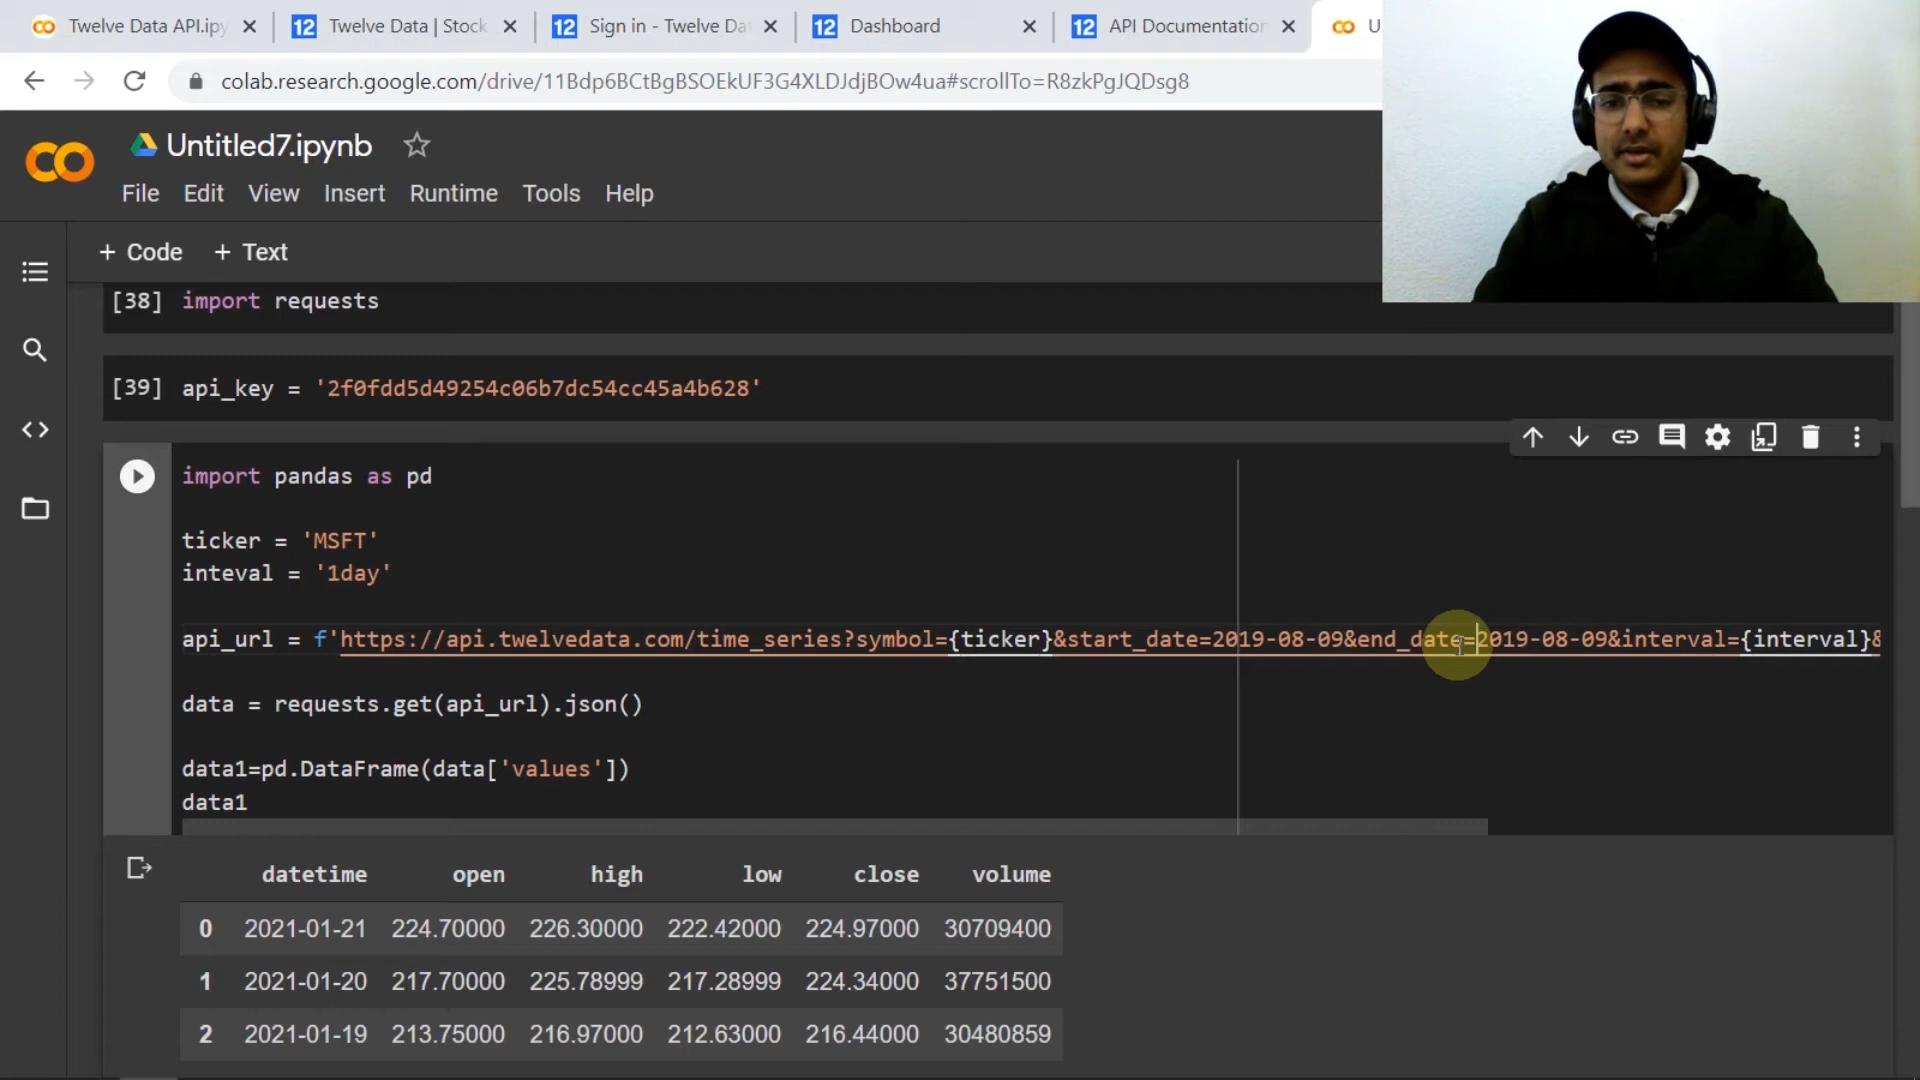 Twelve Data API.ipy
Twelve Data | Stock
Sign in - Twelve Da
Dashboard
API Documentation
U
colab.research.google.com/drive/11Bdp6BCtBgBSOEkUF3G4XLDJdjBOw4ua#scrollTo=R8zkPgJQDsg8
Untitled7.ipynb
File Edit View Insert Runtime Tools Help
+ Code + Text
[38] import requests
[39] api_key = '2f0fdd5d49254c06b7dc54cc45a4b628'
import pandas as pd
ticker = 'MSFT'
inteval = '1day'
api_url = f'https://api.twelvedata.com/time_series?symbol={ticker}&start_date=2019-08-09&end_date=2019-08-09&interval={interval}&
data = requests.get(api_url).json()
data1=pd.DataFrame(data['values'])
data1
datetime open high low close volume
0 2021-01-21 224.70000 226.30000 222.42000 224.97000 30709400
1 2021-01-20 217.70000 225.78999 217.28999 224.34000 37751500
2 2021-01-19 213.75000 216.97000 212.63000 216.44000 30480859